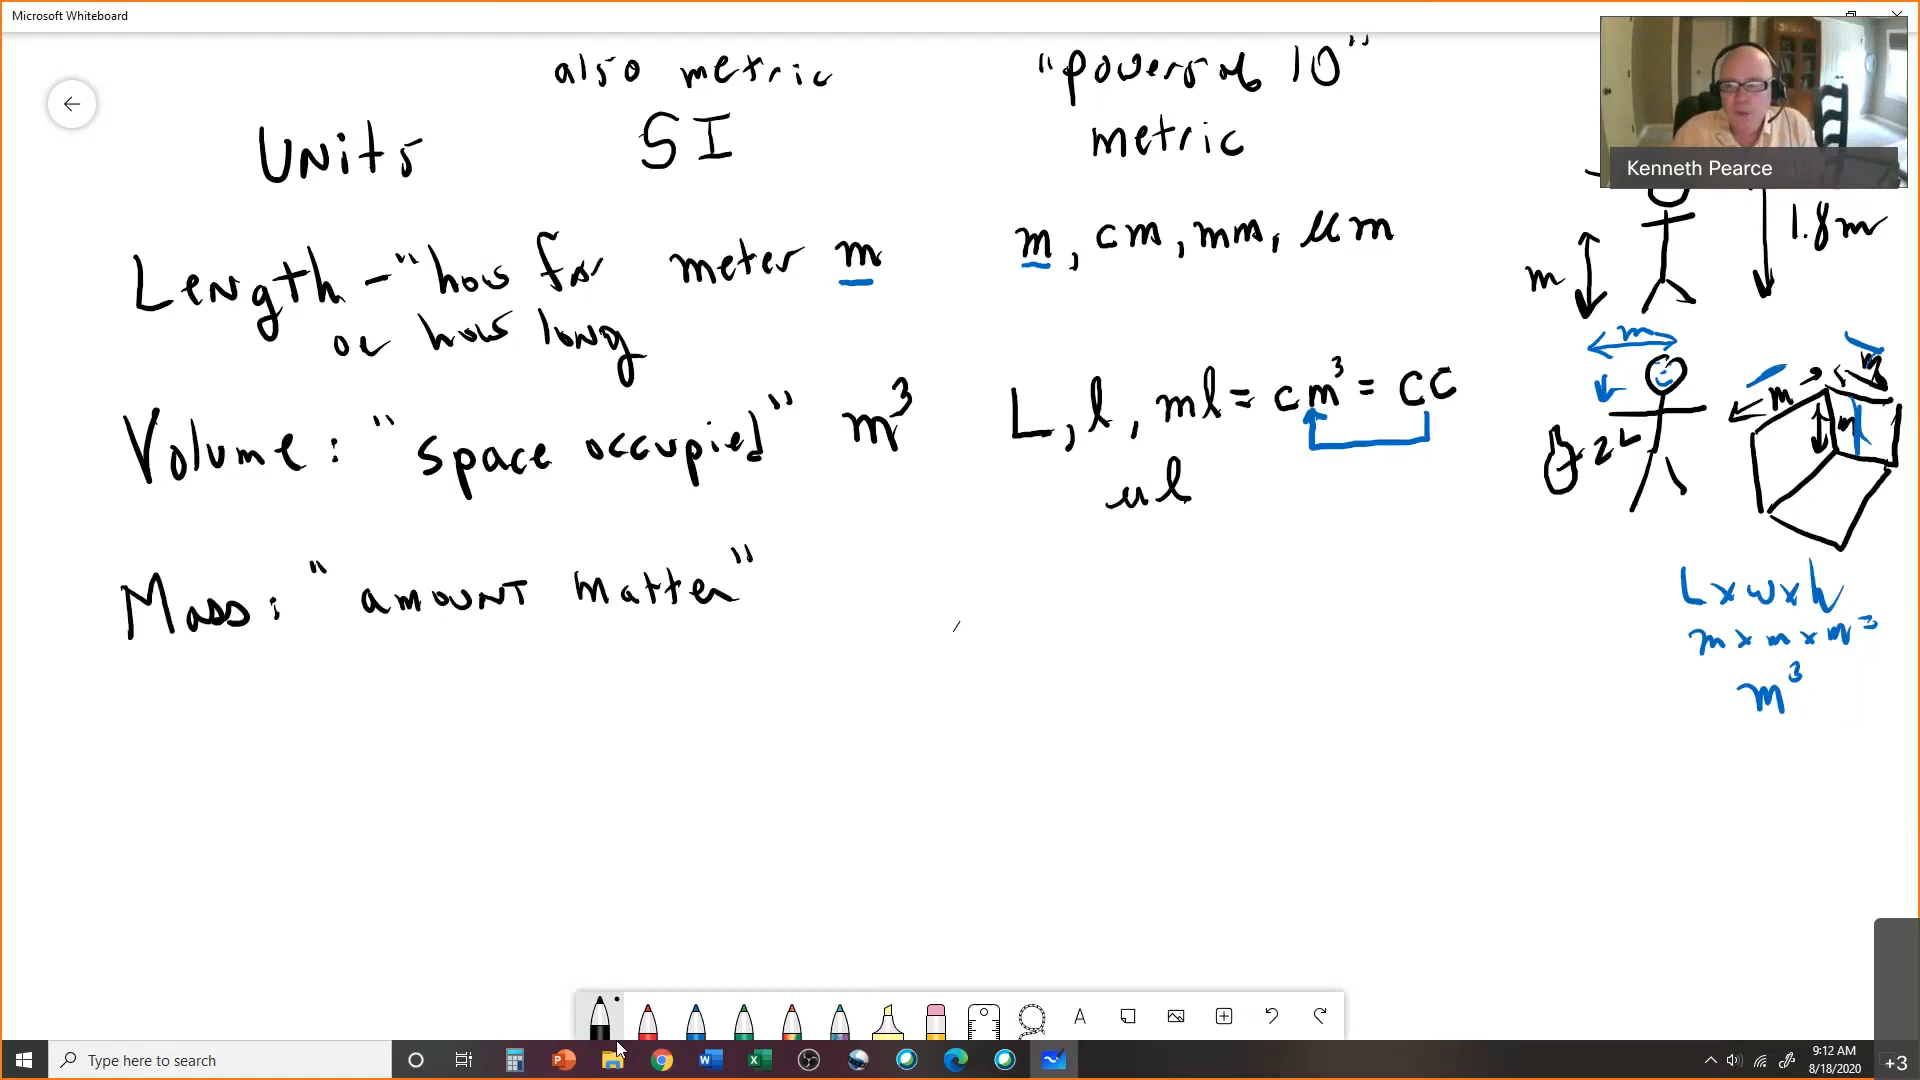 Microsoft Whiteboard
also metric
"powers of 10"
Units
SI
metric
Kenneth Pearce
Length - "how far
or how long
meter m
m, cm, mm, µm
1.8m
m
m
Volume: "space occupied" m³
L, l, ml = cm³ = cc
µl
2L
m
m
m
Mass: "amount matter"
L x w x h
m x m x m =
m³
Type here to search
9:12 AM
8/18/2020
+3